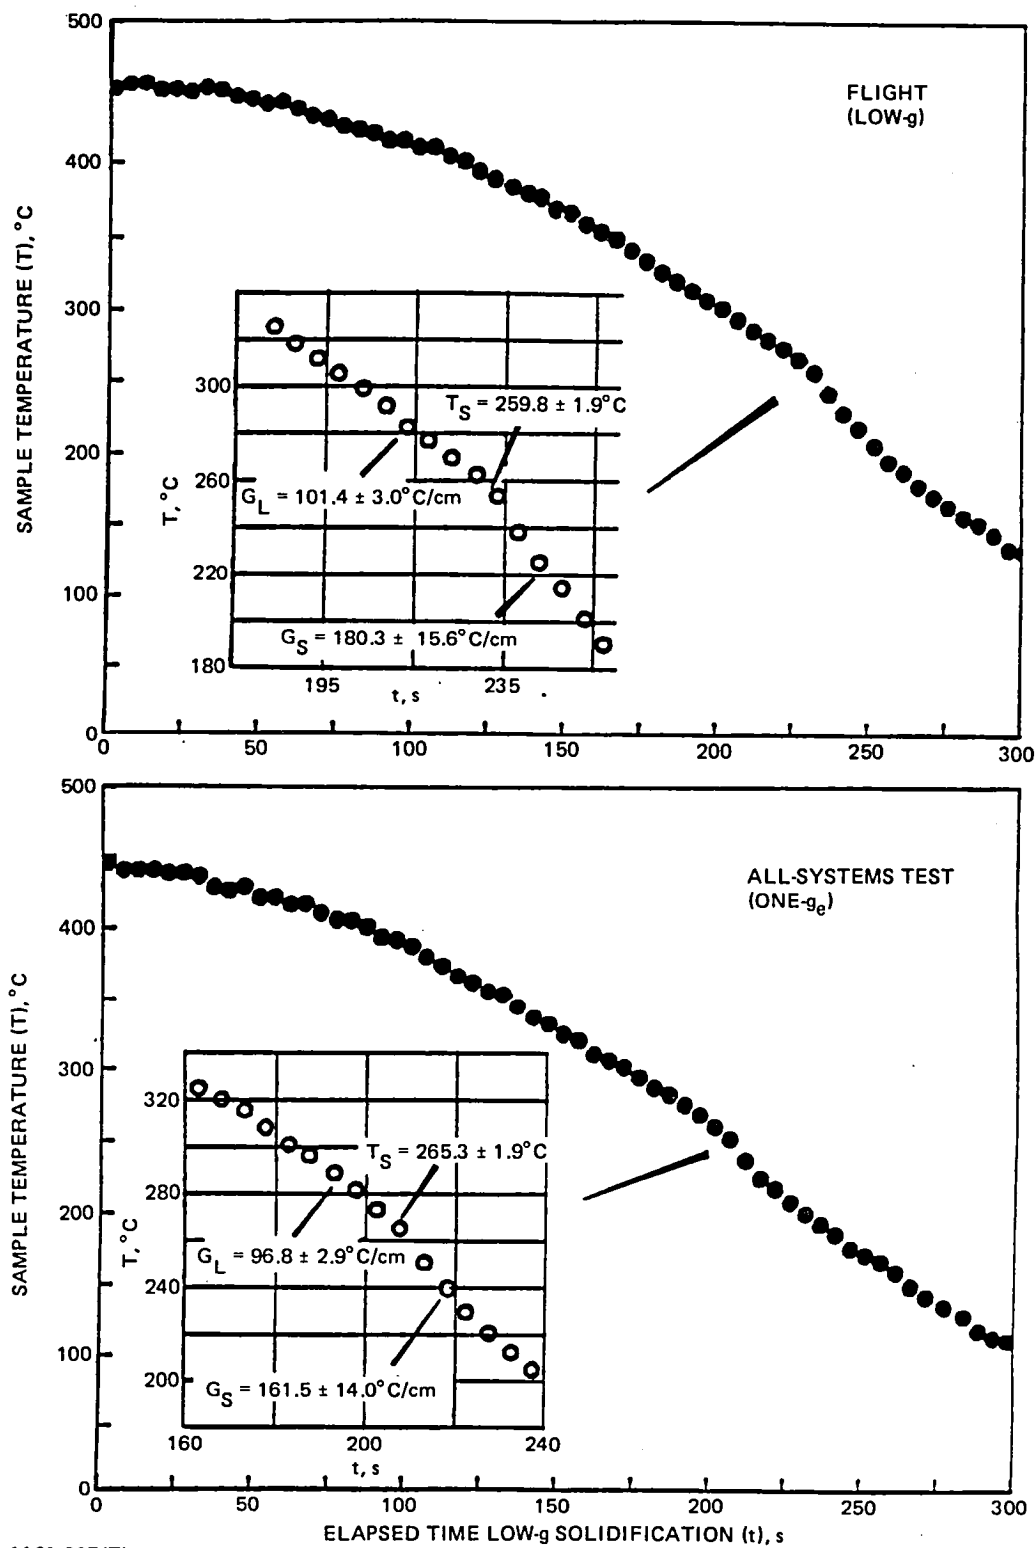 500
400
300
200
100
0
SAMPLE TEMPERATURE (T), °C
FLIGHT
(LOW-g)
300
260
220
180
T, °C
T_S = 259.8 ± 1.9°C
G_L = 101.4 ± 3.0°C/cm
G_S = 180.3 ± 15.6°C/cm
195 235
t, s
0 50 100 150 200 250 300
500
400
300
200
100
0
SAMPLE TEMPERATURE (T), °C
ALL-SYSTEMS TEST
(ONE-g_e)
320
280
240
200
T, °C
T_S = 265.3 ± 1.9°C
G_L = 96.8 ± 2.9°C/cm
G_S = 161.5 ± 14.0°C/cm
160 200 240
t, s
0 50 100 150 200 250 300
ELAPSED TIME LOW-g SOLIDIFICATION (t), s